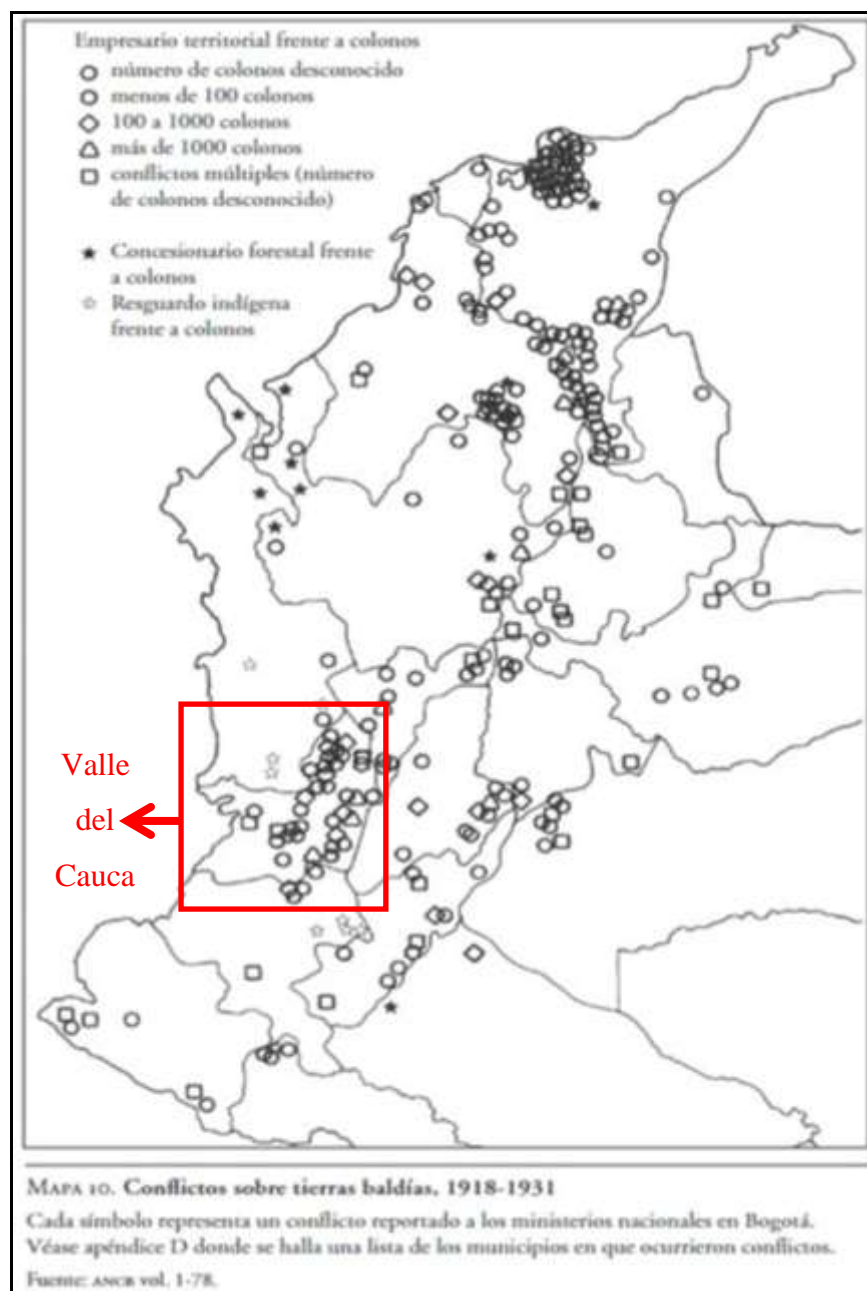 Empresario territorial frente a colonos
número de colonos desconocido
menos de 100 colonos
100 a 1000 colonos
más de 1000 colonos
conflictos múltiples (número
de colonos desconocido)
Concesionario forestal frente
a colonos
Resguardo indígena
frente a colonos
Valle
del
Cauca
MAPA 10. Conflictos sobre tierras baldías, 1918-1931
Cada símbolo representa un conflicto reportado a los ministerios nacionales en Bogotá.
Véase apéndice D donde se halla una lista de los municipios en que ocurrieron conflictos.
Fuente: ANCB vol. 1-78.